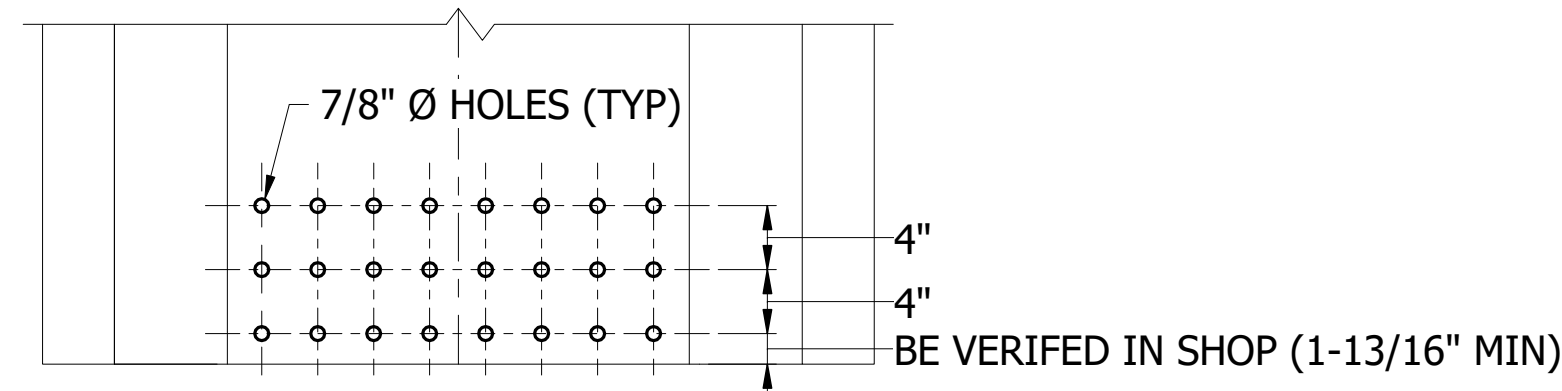 7/8" Ø HOLES (TYP)
4"
4"
BE VERIFED IN SHOP (1-13/16" MIN)